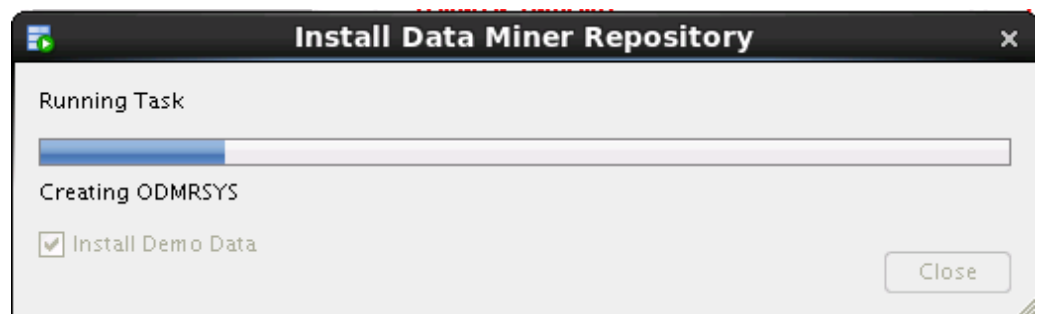 Install Data Miner Repository
Running Task
Creating ODMRSYS
Install Demo Data
Close